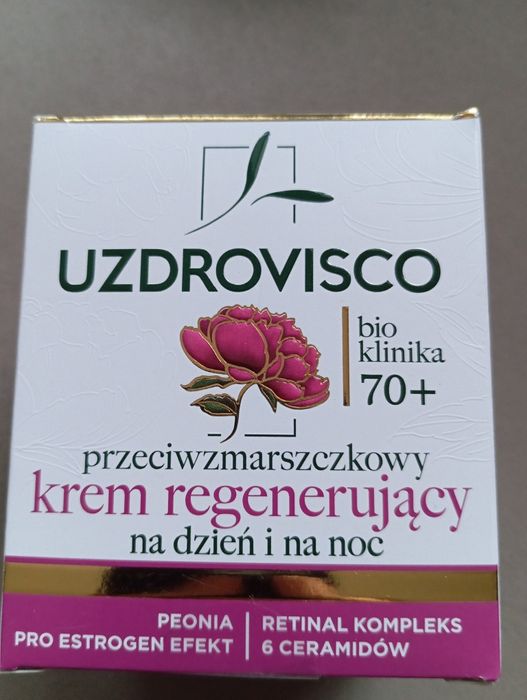 UZDROVISCO
bio
klinika
70+
przeciwzmarszczkowy
krem regenerujący
na dzień i na noc
PEONIA
PRO ESTROGEN EFEKT
RETINAL KOMPLEKS
6 CERAMIDÓW